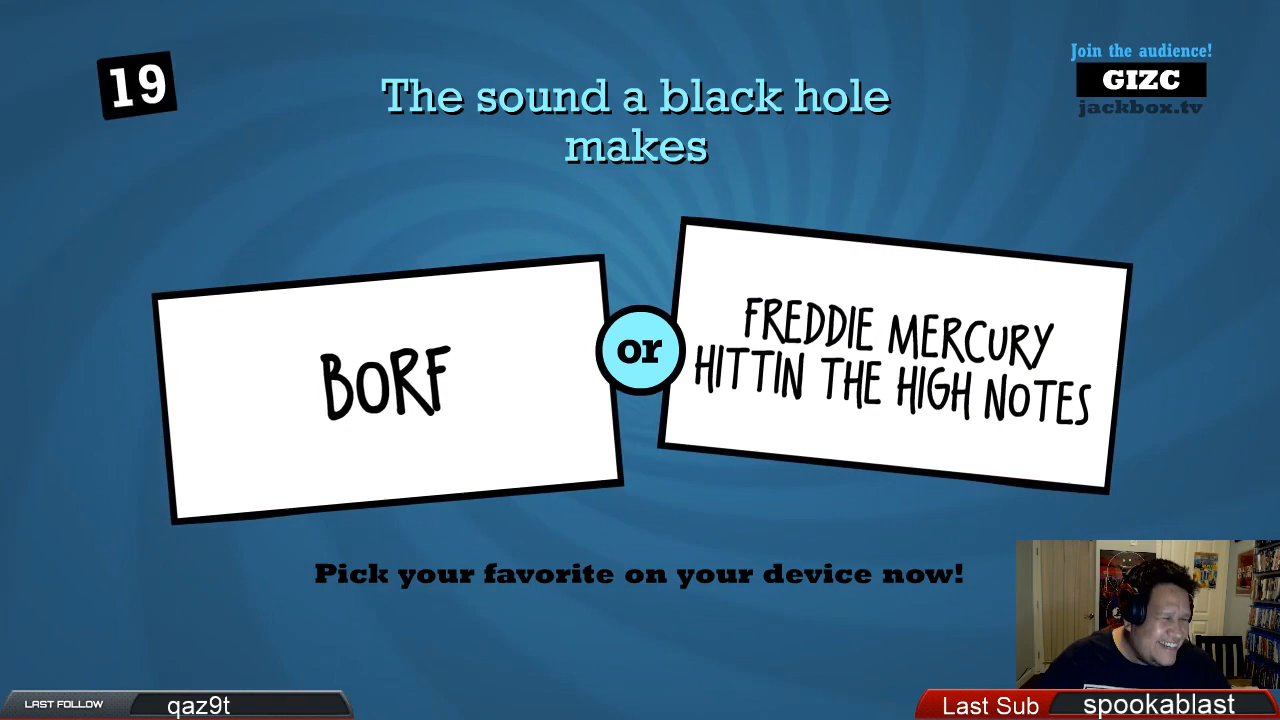 19
The sound a black hole
makes
Join the audience!
GIZC
jackbox.tv
BORF
or
FREDDIE MERCURY
HITTIN THE HIGH NOTES
Pick your favorite on your device now!
LAST FOLLOW
qaz9t
Last Sub
spookablast